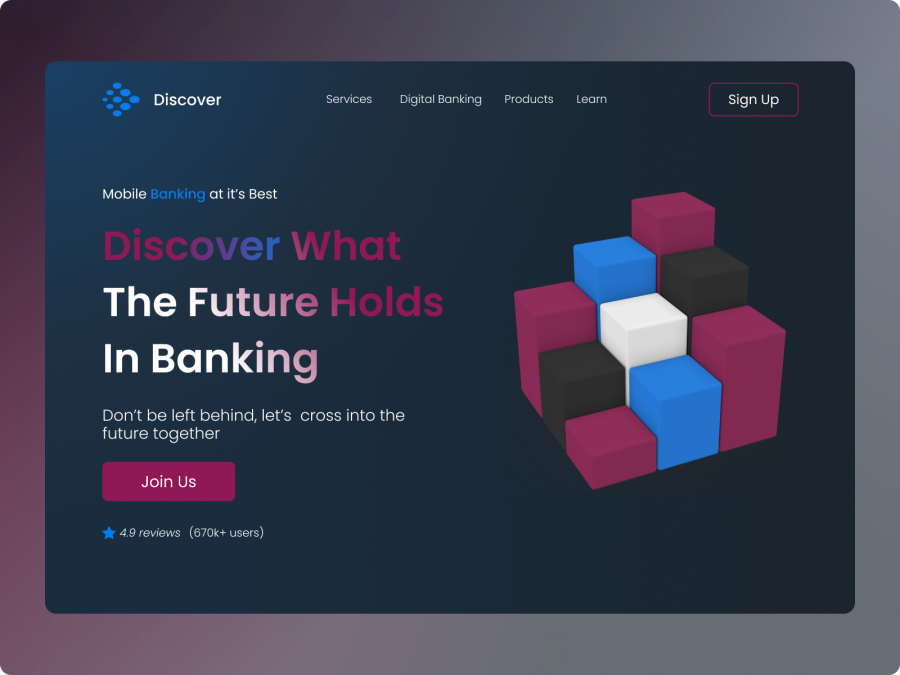 Discover
Services Digital Banking Products Learn
Sign Up
Mobile Banking at it’s Best
Discover What
The Future Holds
In Banking
Don’t be left behind, let’s cross into the
future together
Join Us
4.9 reviews (670k+ users)